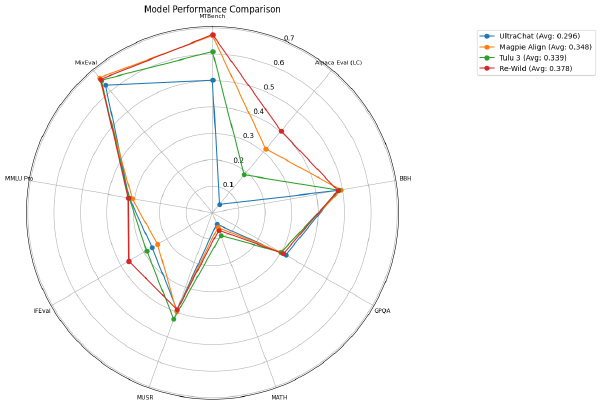 Model Performance Comparison
MTBench
0.7
UltraChat (Avg: 0.296)
Magpie Align (Avg: 0.348)
Tulu 3 (Avg: 0.339)
Re-Wild (Avg: 0.378)
MixEval
Alpaca Eval (LC)
0.6
0.5
0.4
0.3
0.2
0.1
MMLU Pro
BBH
IFEval
GPQA
MUSR
MATH